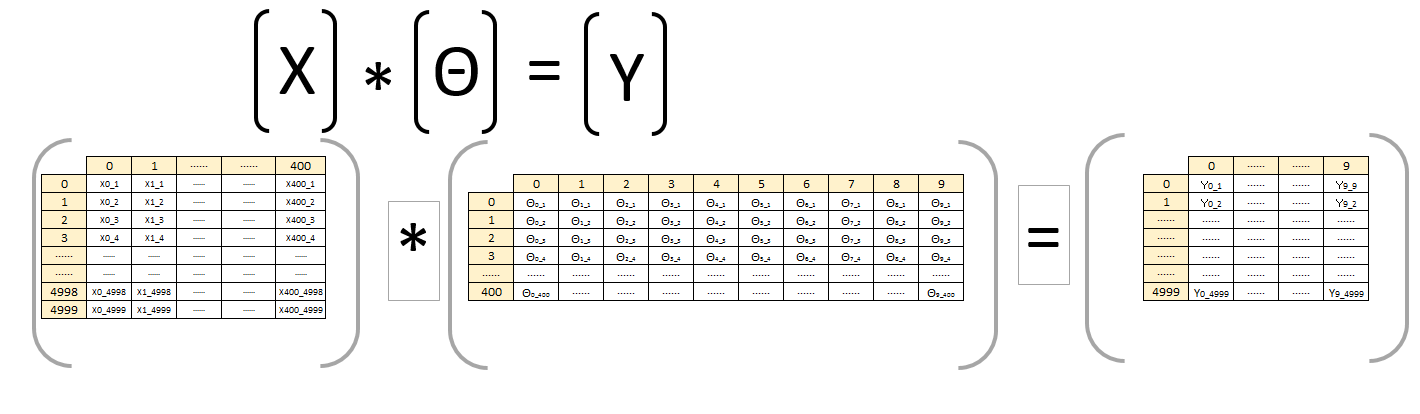 X * Θ = Y
0 1 ...... ...... 400
0 X0_1 X1_1 ----- ----- X400_1
1 X0_2 X1_2 ----- ----- X400_2
2 X0_3 X1_3 ----- ----- X400_3
3 X0_4 X1_4 ----- ----- X400_4
...... ----- ----- ----- ----- -----
...... ----- ----- ----- ----- -----
4998 X0_4998 X1_4998 ----- ----- X400_4998
4999 X0_4999 X1_4999 ----- ----- X400_4999
*
0 1 2 3 4 5 6 7 8 9
0 Θ0_1 Θ1_1 Θ2_1 Θ3_1 Θ4_1 Θ5_1 Θ6_1 Θ7_1 Θ8_1 Θ9_1
1 Θ0_2 Θ1_2 Θ2_2 Θ3_2 Θ4_2 Θ5_2 Θ6_2 Θ7_2 Θ8_2 Θ9_2
2 Θ0_3 Θ1_3 Θ2_3 Θ3_3 Θ4_3 Θ5_3 Θ6_3 Θ7_3 Θ8_3 Θ9_3
3 Θ0_4 Θ1_4 Θ2_4 Θ3_4 Θ4_4 Θ5_4 Θ6_4 Θ7_4 Θ8_4 Θ9_4
...... ...... ...... ...... ...... ...... ...... ...... ...... ...... ......
400 Θ0_400 ...... ...... ...... ...... ...... ...... ...... ...... Θ9_400
=
0 ...... ...... 9
0 Y0_1 ...... ...... Y9_9
1 Y0_2 ...... ...... Y9_2
...... ...... ...... ...... ......
...... ...... ...... ...... ......
...... ...... ...... ...... ......
...... ...... ...... ...... ......
4999 Y0_4999 ...... ...... Y9_4999